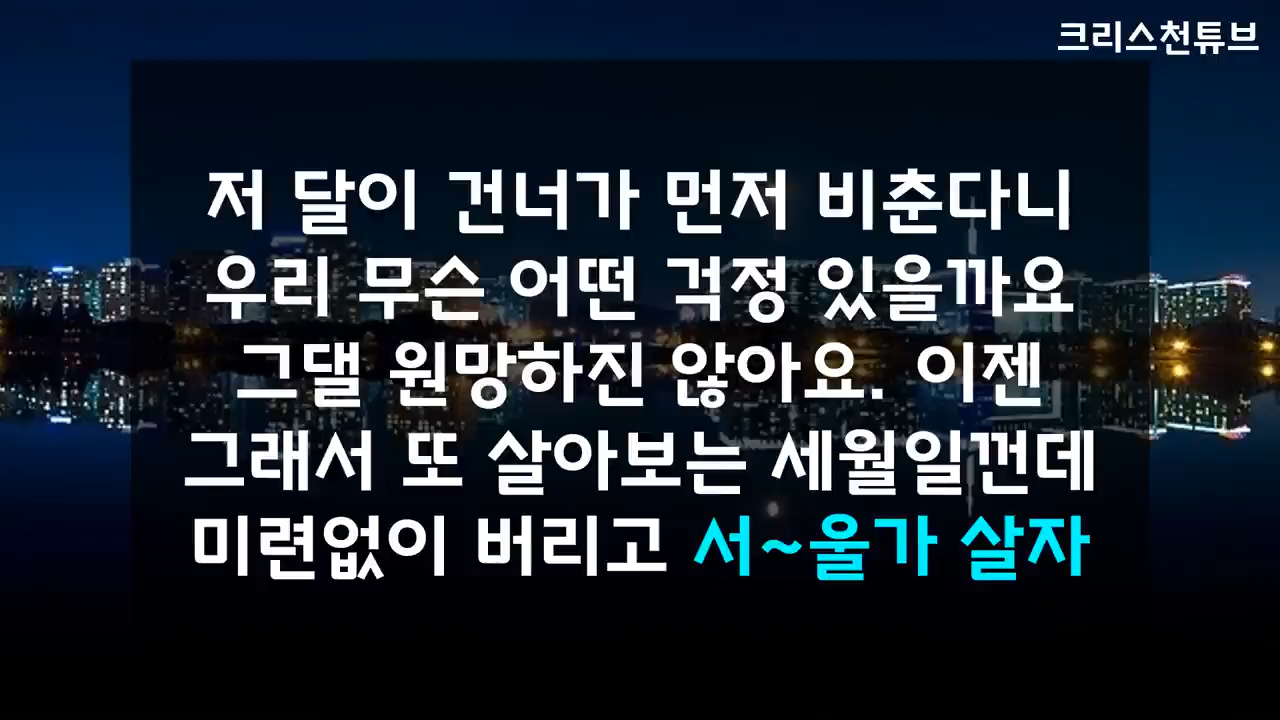 크리스천튜브
저 달이 건너가 먼저 비춘다니
우리 무슨 어떤 걱정 있을까요
그댈 원망하진 않아요. 이젠
그래서 또 살아보는 세월일껀데
미련없이 버리고 서~울가 살자